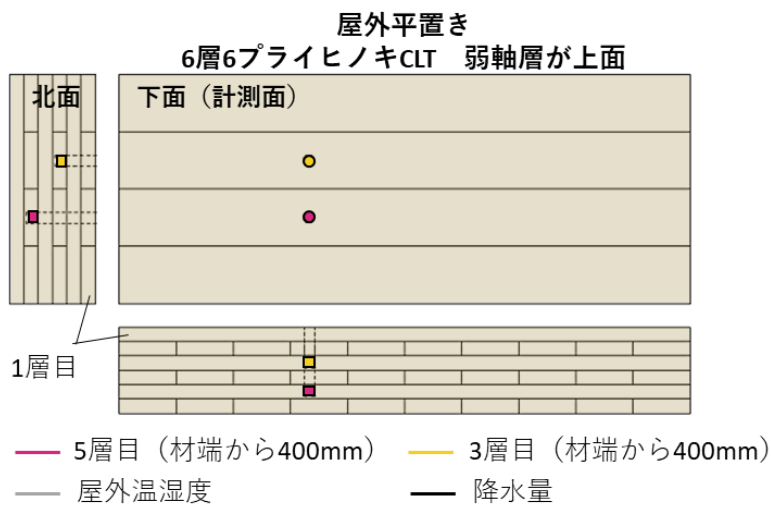 屋外平置き
6層6プライヒノキCLT　弱軸層が上面
北面
下面（計測面）
1層目
5層目（材端から400mm）
3層目（材端から400mm）
屋外温湿度
降水量